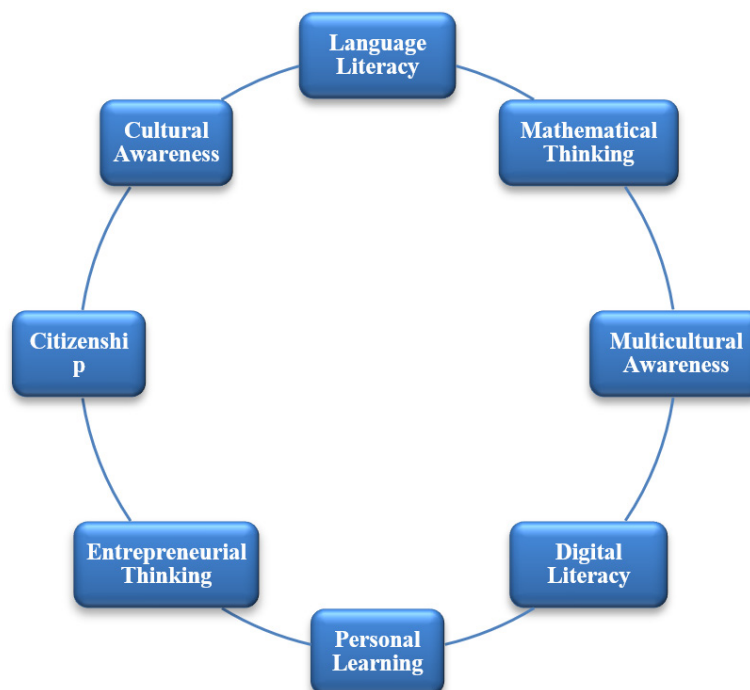 Language
Literacy
Mathematical
Thinking
Multicultural
Awareness
Digital
Literacy
Personal
Learning
Entrepreneurial
Thinking
Citizenshi
p
Cultural
Awareness